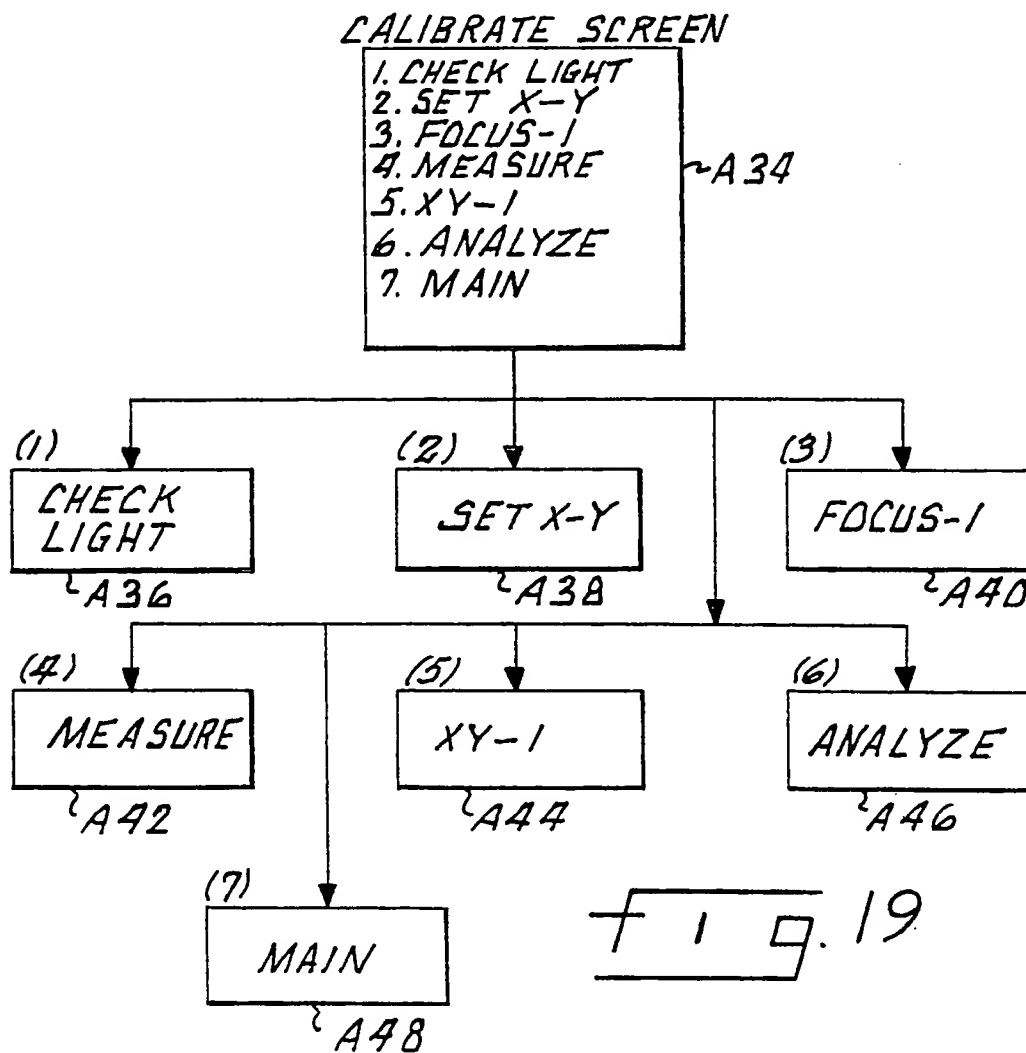 CALIBRATE SCREEN
1. CHECK LIGHT
2. SET X-Y
3. FOCUS-1
4. MEASURE
5. XY-1
6. ANALYZE
7. MAIN
A34
(1)
CHECK
LIGHT
A36
(2)
SET X-Y
A38
(3)
FOCUS-1
A40
(4)
MEASURE
A42
(5)
XY-1
A44
(6)
ANALYZE
A46
(7)
MAIN
A48
Fig. 19